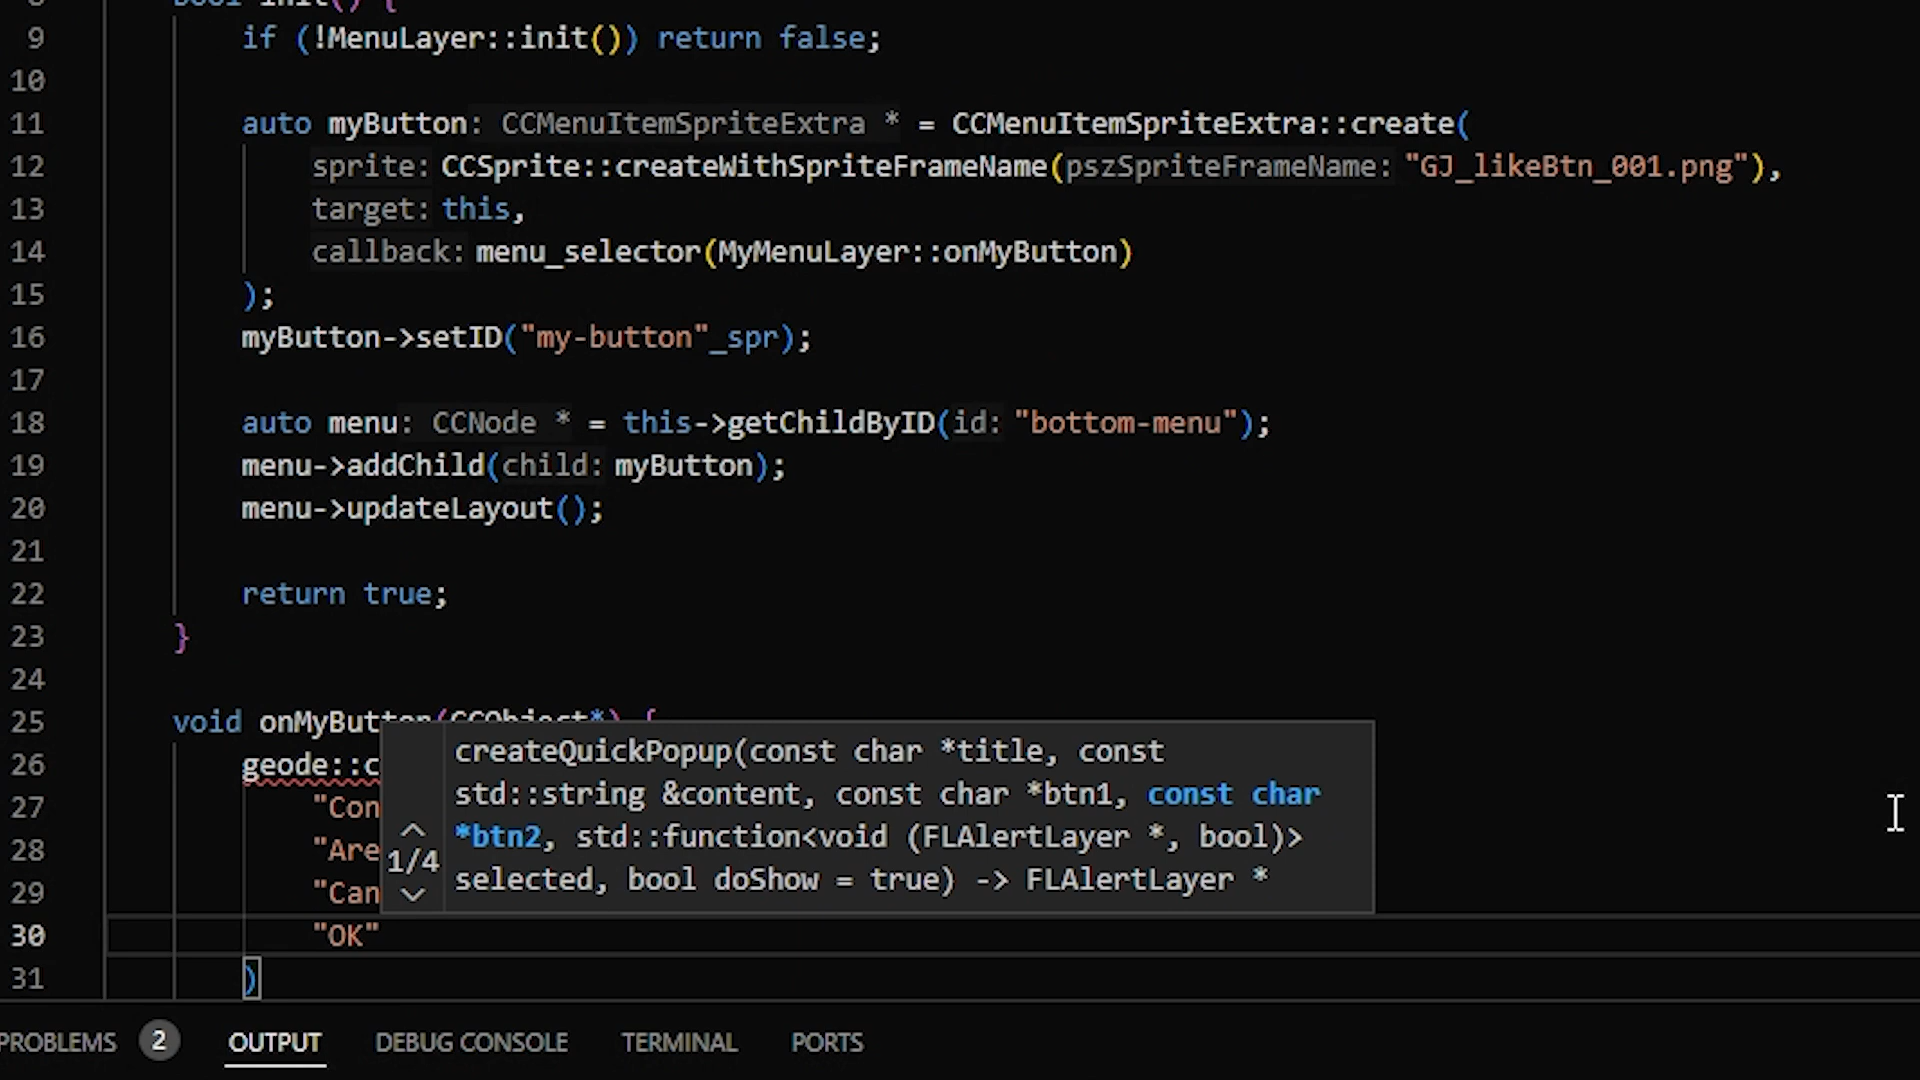 bool init() {
9 if (!MenuLayer::init()) return false;
10
11 auto myButton: CCMenuItemSpriteExtra * = CCMenuItemSpriteExtra::create(
12 sprite: CCSprite::createWithSpriteFrameName(pszSpriteFrameName: "GJ_likeBtn_001.png"),
13 target: this,
14 callback: menu_selector(MyMenuLayer::onMyButton)
15 );
16 myButton->setID("my-button"_spr);
17
18 auto menu: CCNode * = this->getChildByID(id: "bottom-menu");
19 menu->addChild(child: myButton);
20 menu->updateLayout();
21
22 return true;
23 }
24
25 void onMyButton(CCObject*) {
26 geode::c
27 "Con
28 "Are
29 "Can
30 "OK"
31 )
createQuickPopup(const char *title, const
std::string &content, const char *btn1, const char
*btn2, std::function<void (FLAlertLayer *, bool)>
selected, bool doShow = true) -> FLAlertLayer *
1/4
PROBLEMS 2 OUTPUT DEBUG CONSOLE TERMINAL PORTS